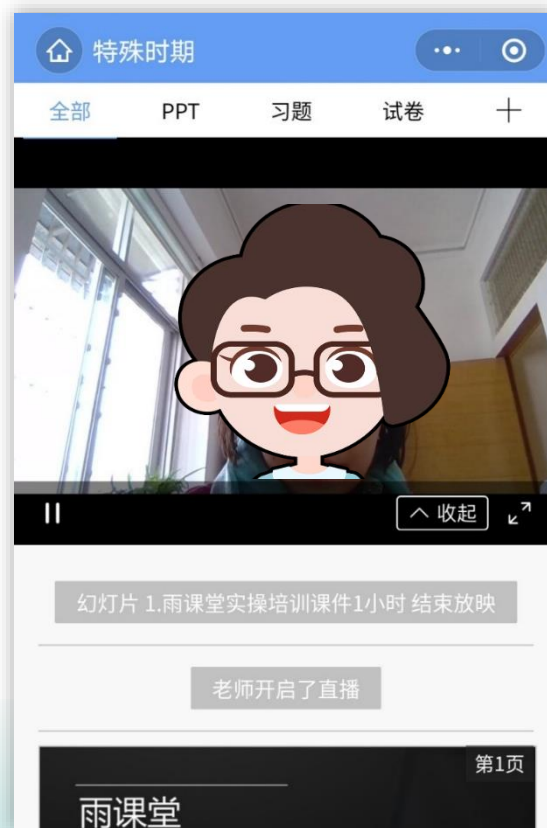 特殊时期
全部 PPT 习题 试卷
收起
幻灯片 1.雨课堂实操培训课件1小时 结束放映
老师开启了直播
第1页
雨课堂